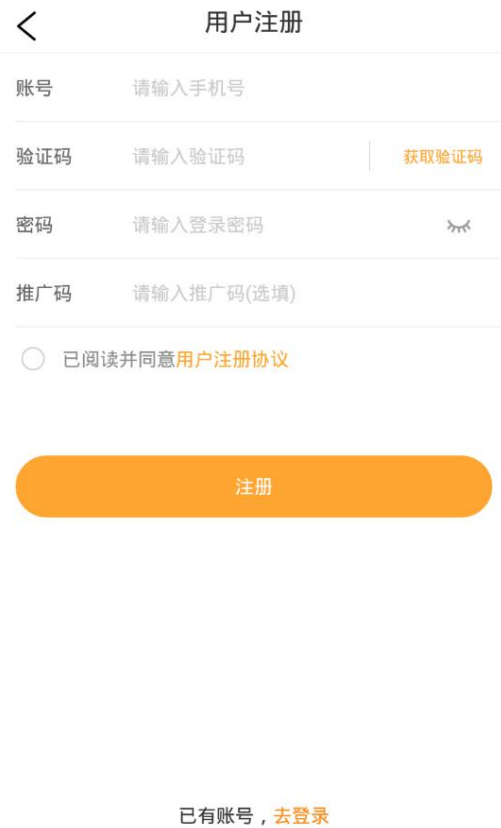 用户注册
账号 请输入手机号
验证码 请输入验证码 获取验证码
密码 请输入登录密码
推广码 请输入推广码(选填)
已阅读并同意用户注册协议
注册
已有账号，去登录